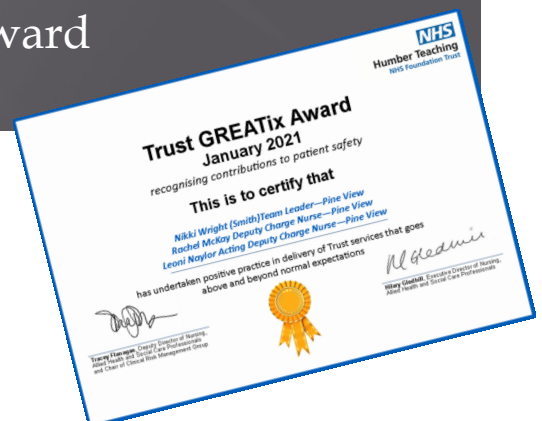 ward
NHS
Humber Teaching
NHS Foundation Trust
Trust GREATix Award
January 2021
recognising contributions to patient safety
This is to certify that
Nikki Wright (Smith)Team Leader—Pine View
Rachel McKay Deputy Charge Nurse—Pine View
Leoni Naylor Acting Deputy Charge Nurse—Pine View
has undertaken positive practice in delivery of Trust services that goes
above and beyond normal expectations
Tracey Flanagan, Deputy Director of Nursing,
Allied Health and Social Care Professionals
and Chair of Clinical Risk Management Group
Hilary Gledhill, Executive Director of Nursing,
Allied Health and Social Care Professionals